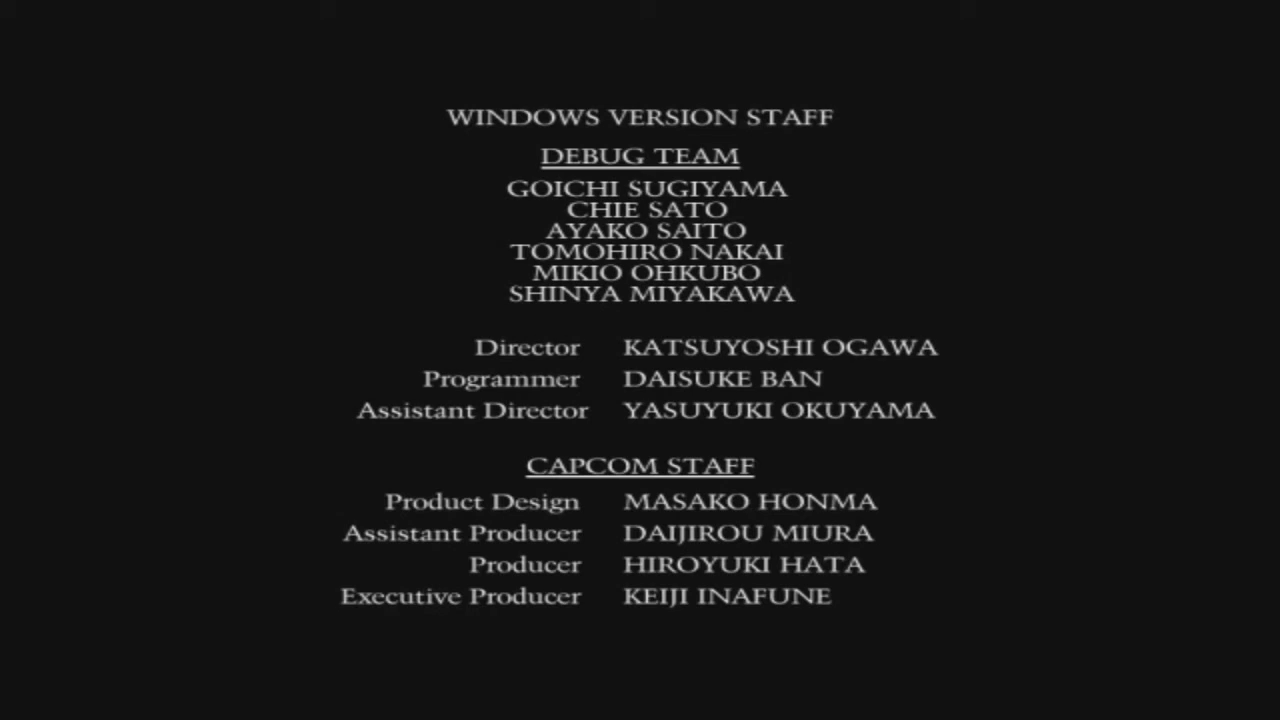 WINDOWS VERSION STAFF
DEBUG TEAM
GOICHI SUGIYAMA
CHIE SATO
AYAKO SAITO
TOMOHIRO NAKAI
MIKIO OHKUBO
SHINYA MIYAKAWA
Director KATSUYOSHI OGAWA
Programmer DAISUKE BAN
Assistant Director YASUYUKI OKUYAMA
CAPCOM STAFF
Product Design MASAKO HONMA
Assistant Producer DAIJIROU MIURA
Producer HIROYUKI HATA
Executive Producer KEIJI INAFUNE